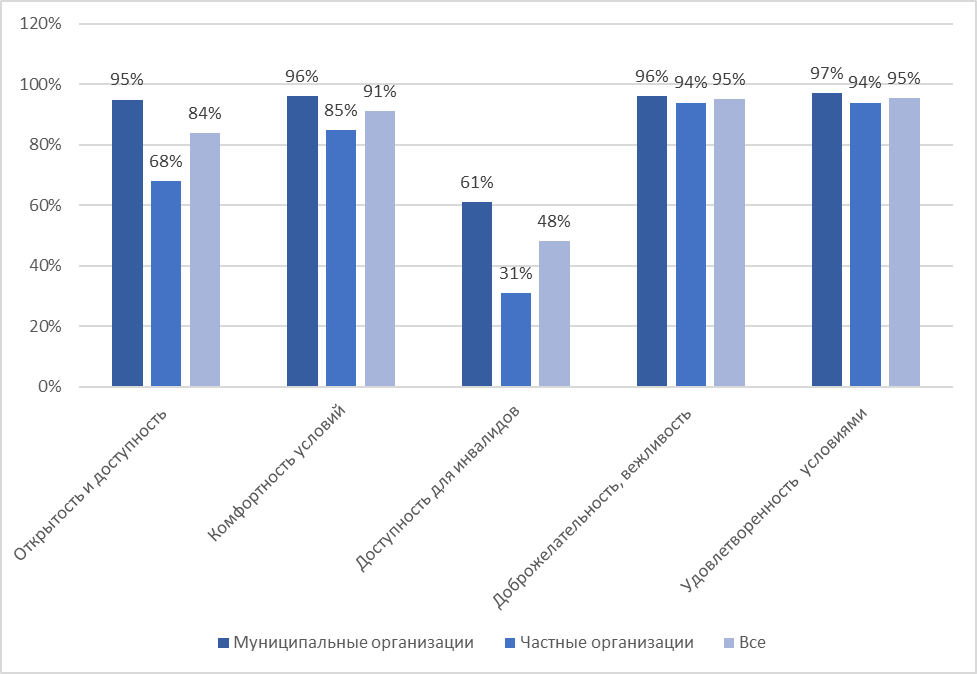 120%
100%
80%
60%
40%
20%
0%
95%
68%
84%
96%
85%
91%
61%
31%
48%
96%
94%
95%
97%
94%
95%
Открытость и доступность
Комфортность условий
Доступность для инвалидов
Доброжелательность, вежливость
Удовлетворенность условиями
Муниципальные организации
Частные организации
Все